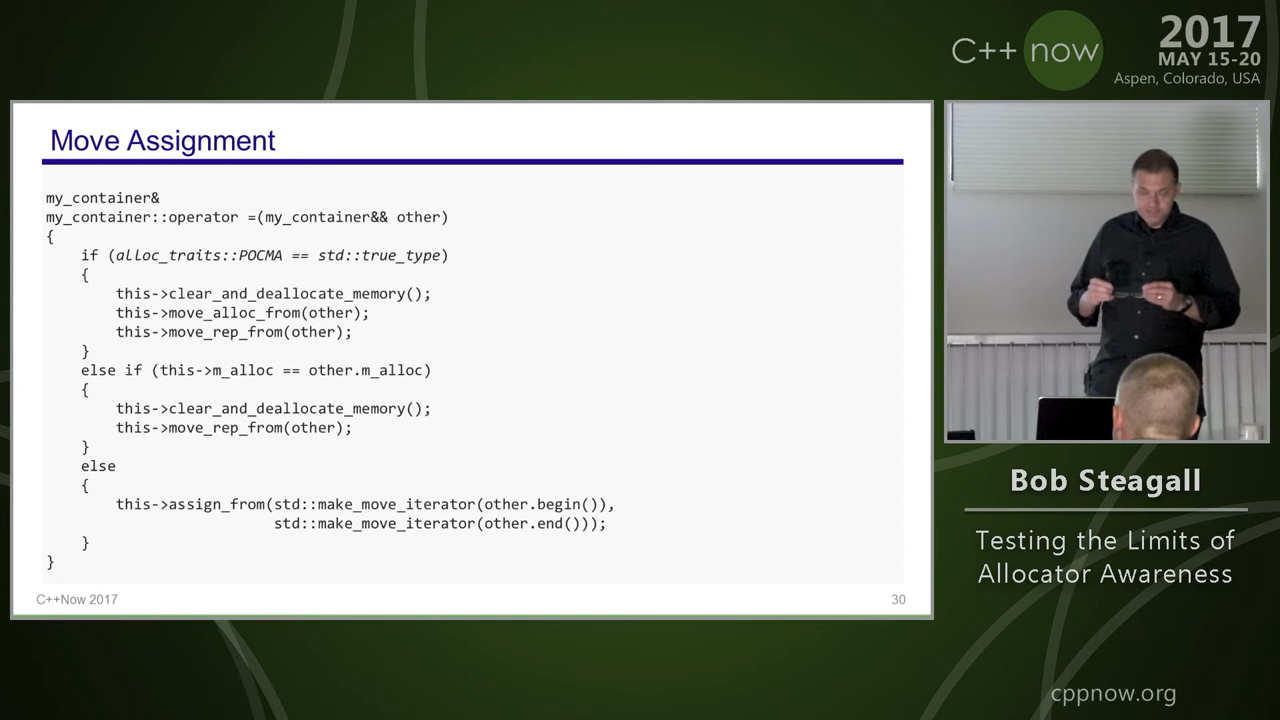 C++ now
2017
MAY 15-20
Aspen, Colorado, USA
Move Assignment
my_container&
my_container::operator =(my_container&& other)
{
    if (alloc_traits::POCMA == std::true_type)
    {
        this->clear_and_deallocate_memory();
        this->move_alloc_from(other);
        this->move_rep_from(other);
    }
    else if (this->m_alloc == other.m_alloc)
    {
        this->clear_and_deallocate_memory();
        this->move_rep_from(other);
    }
    else
    {
        this->assign_from(std::make_move_iterator(other.begin()),
                          std::make_move_iterator(other.end()));
    }
}
C++Now 2017
30
Bob Steagall
Testing the Limits of
Allocator Awareness
cppnow.org